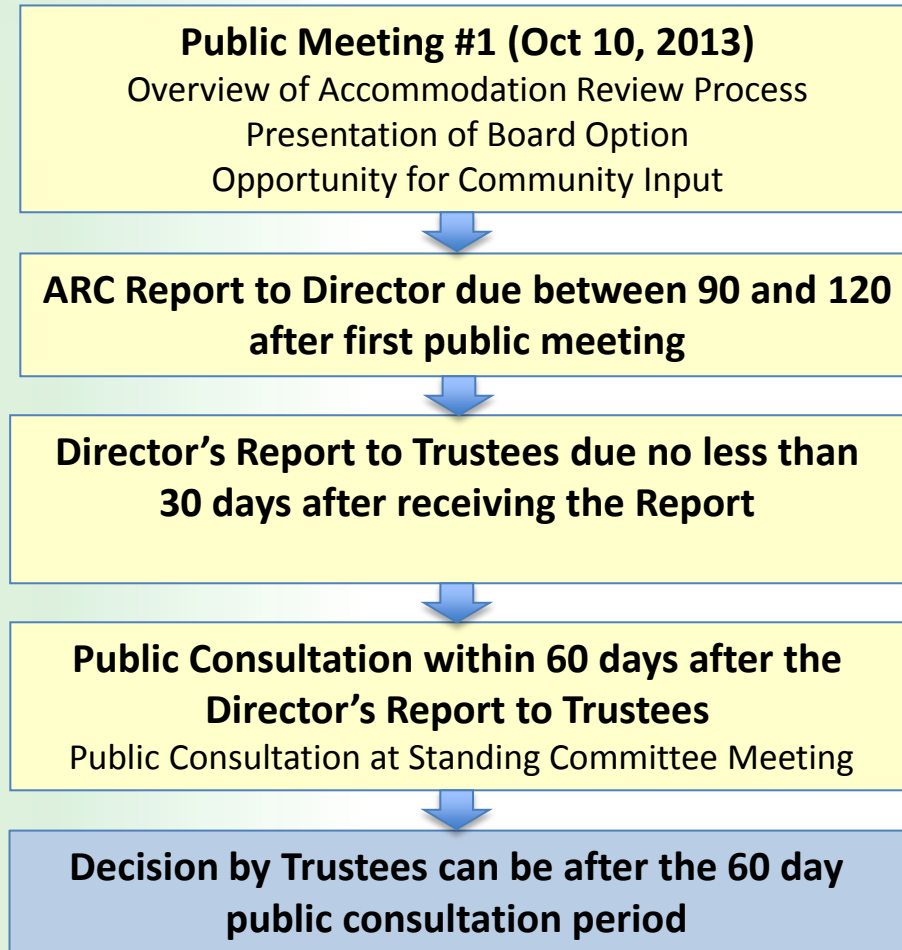 Public Meeting #1 (Oct 10, 2013)
Overview of Accommodation Review Process
Presentation of Board Option
Opportunity for Community Input
ARC Report to Director due between 90 and 120
after first public meeting
Director’s Report to Trustees due no less than
30 days after receiving the Report
Public Consultation within 60 days after the
Director’s Report to Trustees
Public Consultation at Standing Committee Meeting
Decision by Trustees can be after the 60 day
public consultation period